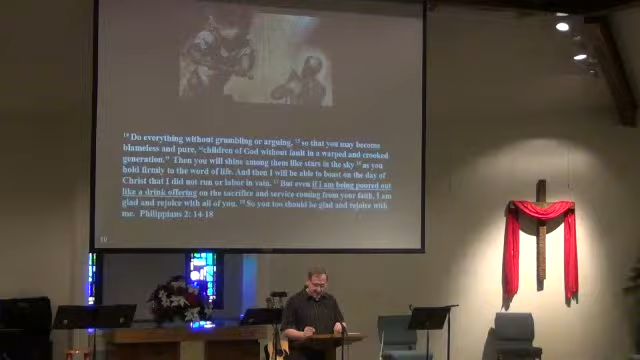 14 Do everything without grumbling or arguing, 15 so that you may become
blameless and pure, “children of God without fault in a warped and crooked
generation.” Then you will shine among them like stars in the sky 16 as you
hold firmly to the word of life. And then I will be able to boast on the day of
Christ that I did not run or labor in vain. 17 But even if I am being poured out
like a drink offering on the sacrifice and service coming from your faith, I am
glad and rejoice with all of you. 18 So you too should be glad and rejoice with
me. Philippians 2: 14-18